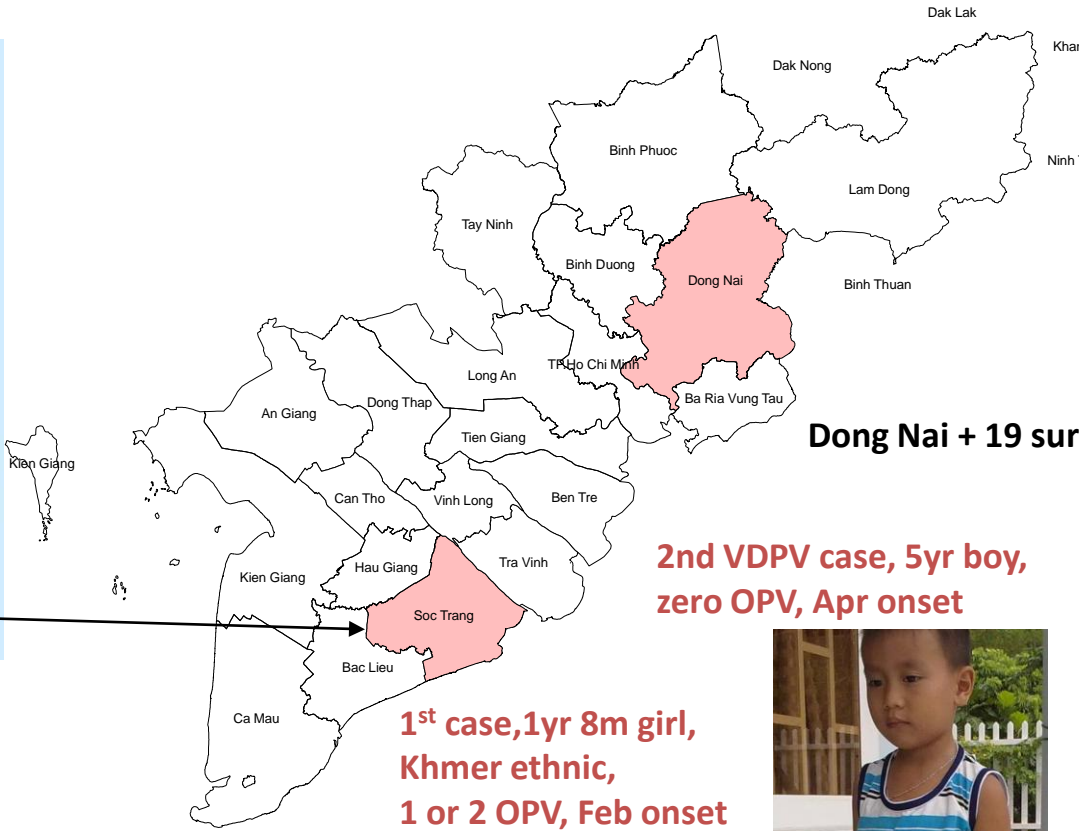 Dak Lak
Dak Nong
Binh Phuoc
Lam Dong
Tay Ninh
Binh Duong
Dong Nai
Binh Thuan
TP.Ho Chi Minh
Long An
Ba Ria Vung Tau
An Giang
Dong Thap
Tien Giang
Dong Nai + 19 sur
Kien Giang
Can Tho
Vinh Long
Ben Tre
Hau Giang
Tra Vinh
Kien Giang
2nd VDPV case, 5yr boy,
zero OPV, Apr onset
Soc Trang
Bac Lieu
Ca Mau
1st case,1yr 8m girl,
Khmer ethnic,
1 or 2 OPV, Feb onset